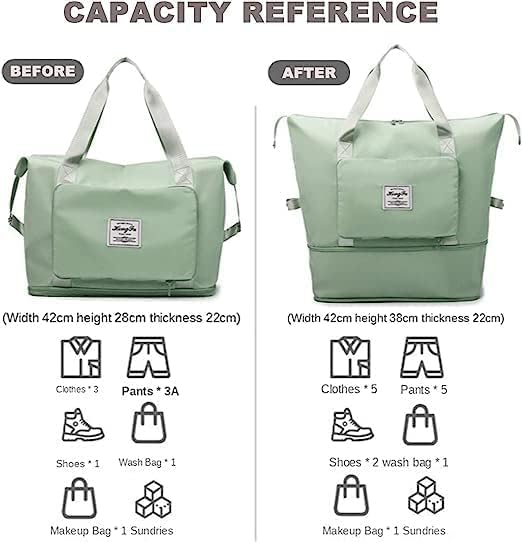 CAPACITY REFERENCE
BEFORE
(Width 42cm height 28cm thickness 22cm)
Clothes * 3
Pants * 3A
Shoes * 1
Wash Bag * 1
Makeup Bag * 1 Sundries
AFTER
(Width 42cm height 38cm thickness 22cm)
Clothes * 5
Pants * 5
Shoes * 2 wash bag * 1
Makeup Bag * 1 Sundries